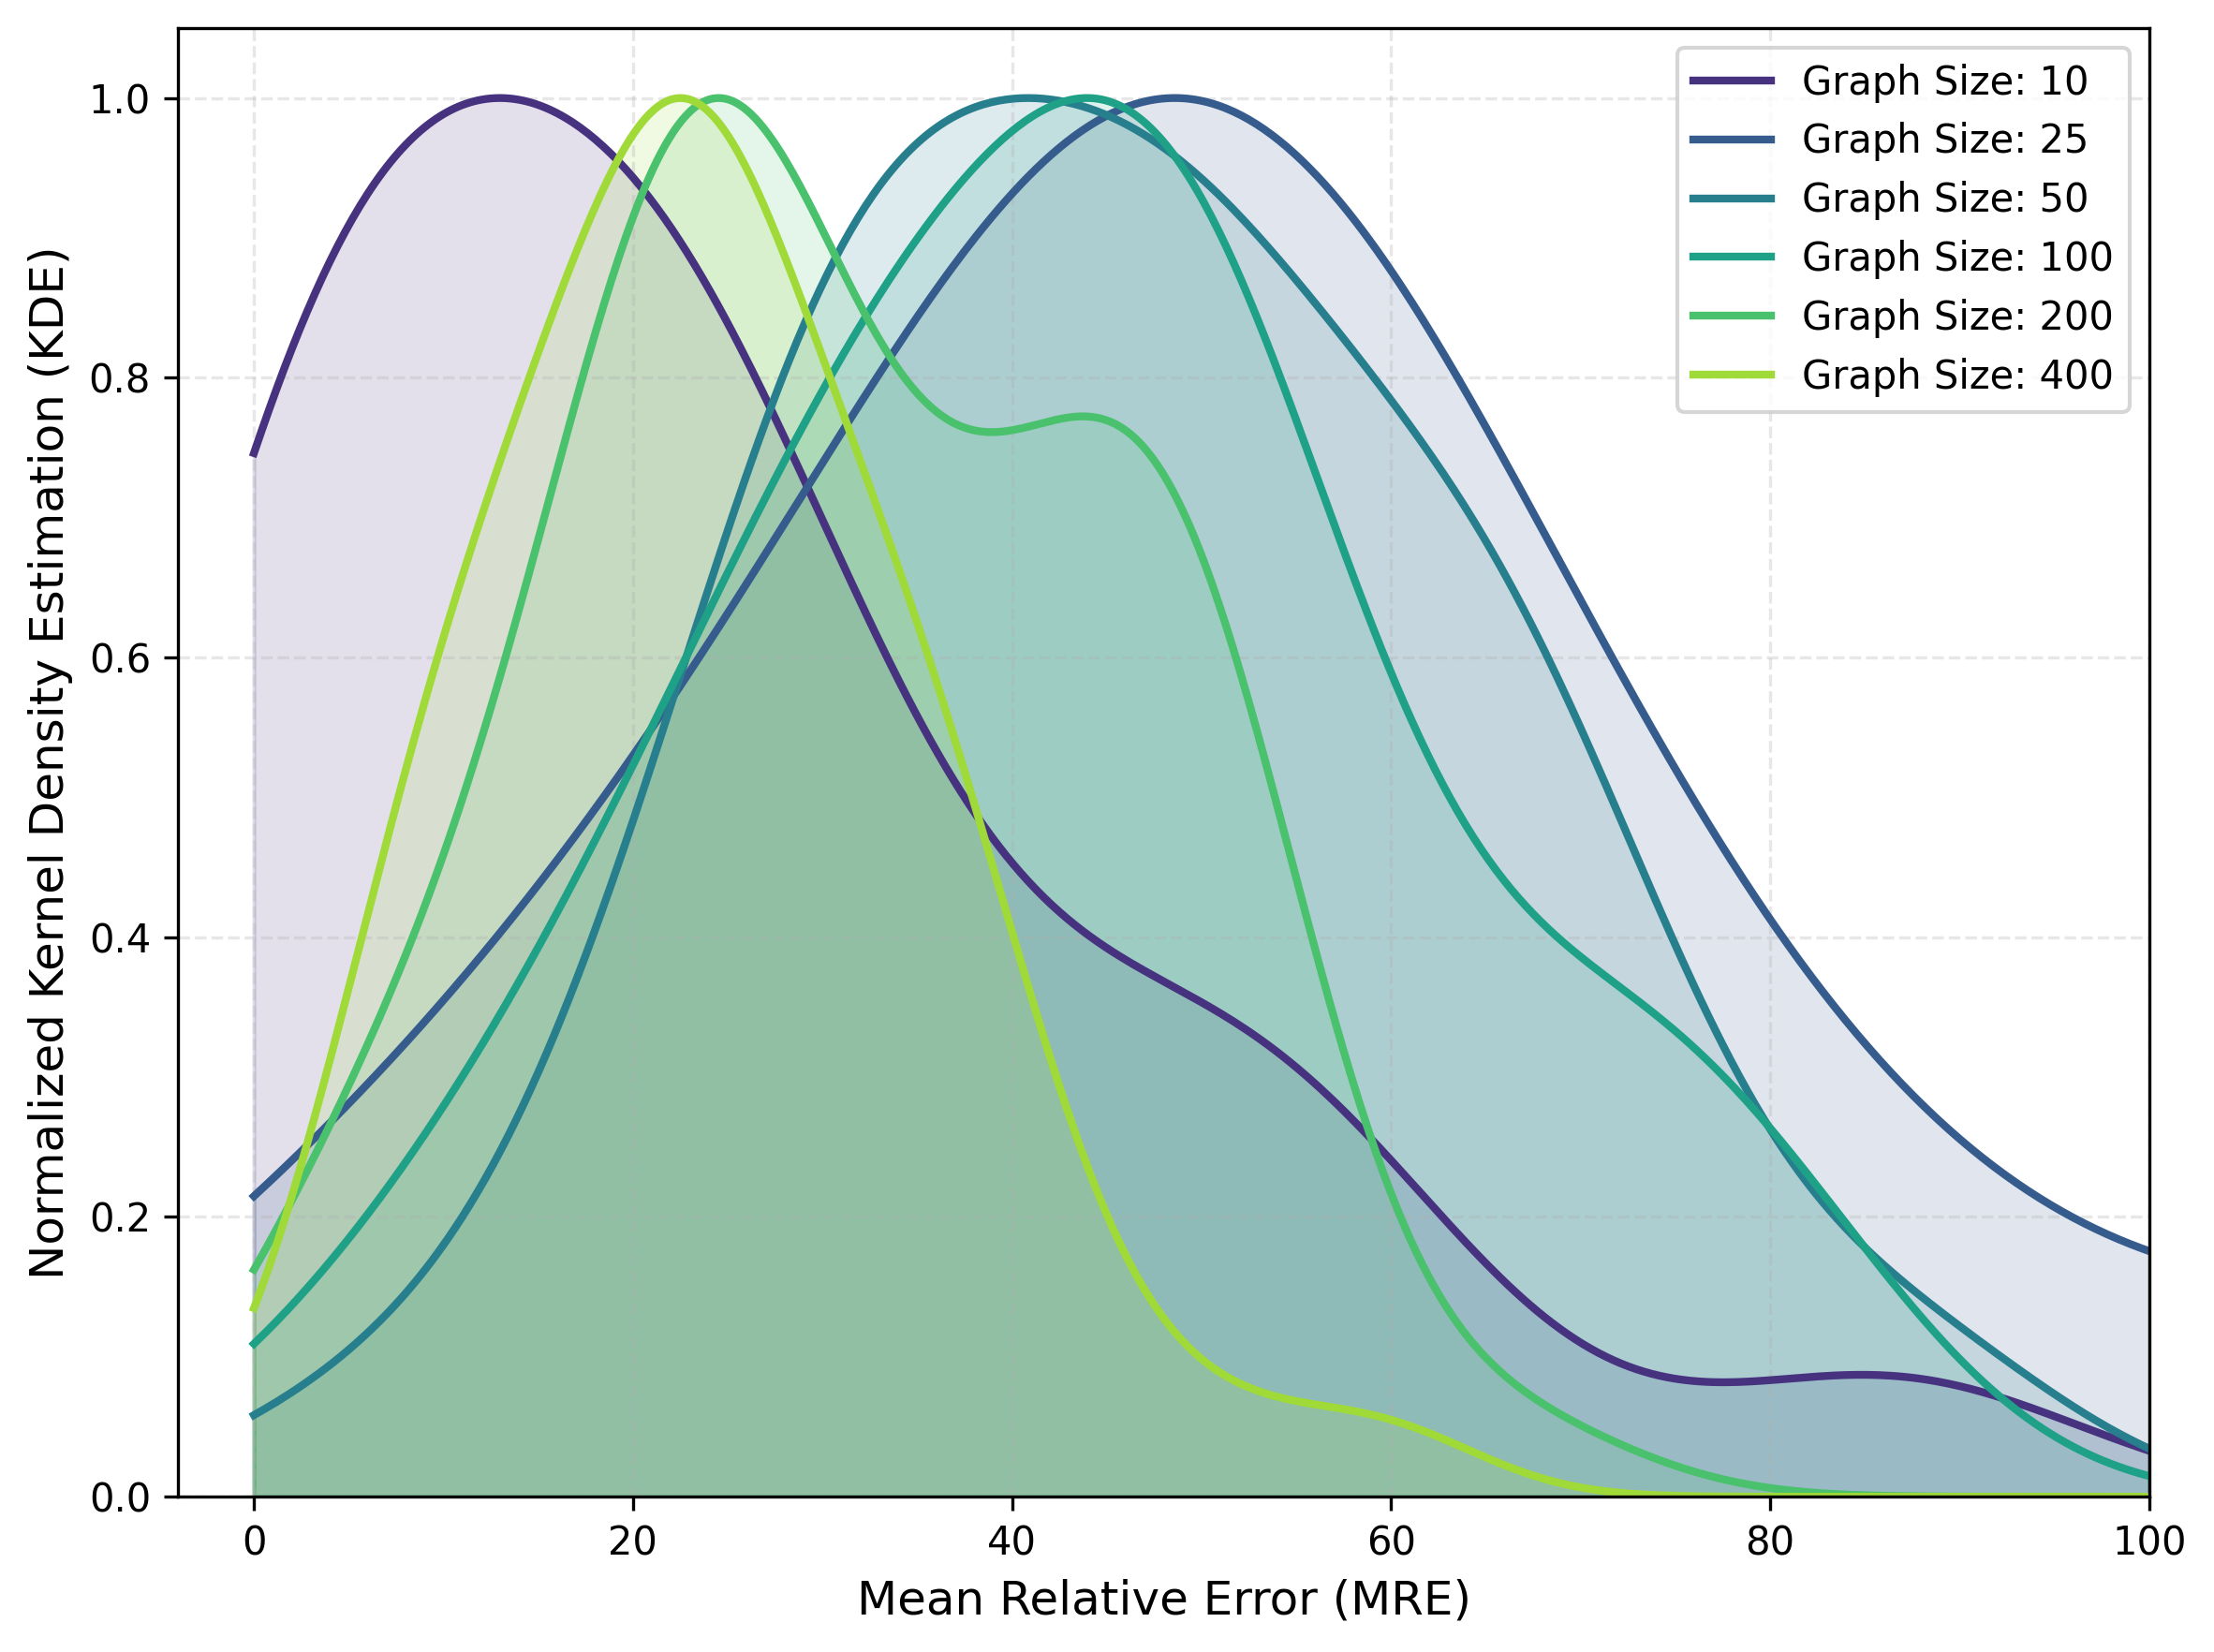 Normalized Kernel Density Estimation (KDE)
1.0
0.8
0.6
0.4
0.2
0.0
0 20 40 60 80 100
Mean Relative Error (MRE)
Graph Size: 10
Graph Size: 25
Graph Size: 50
Graph Size: 100
Graph Size: 200
Graph Size: 400